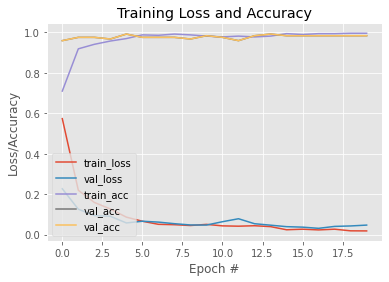 Training Loss and Accuracy
Loss/Accuracy
1.0
0.8
0.6
0.4
0.2
0.0
train_loss
val_loss
train_acc
val_acc
val_acc
0.0 2.5 5.0 7.5 10.0 12.5 15.0 17.5
Epoch #